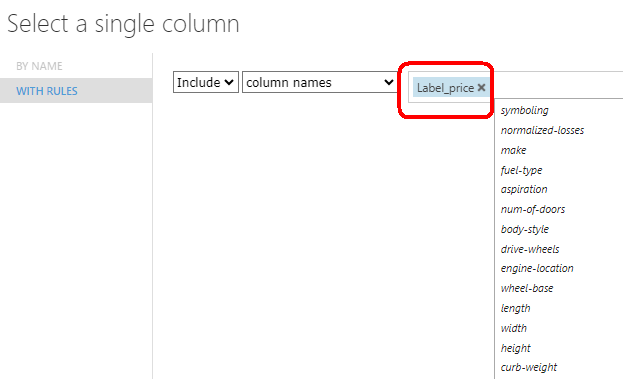 Select a single column
BY NAME
WITH RULES
Include column names Label_price ×
symboling
normalized-losses
make
fuel-type
aspiration
num-of-doors
body-style
drive-wheels
engine-location
wheel-base
length
width
height
curb-weight